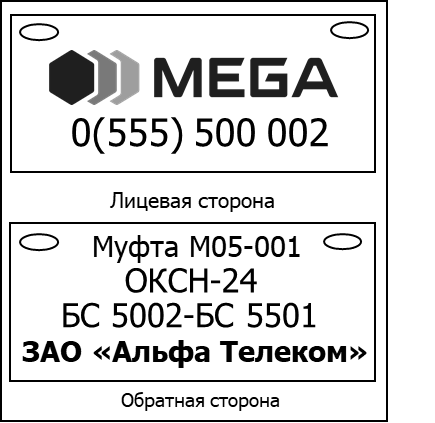 MEGA
0(555) 500 002
Лицевая сторона
Муфта М05-001
ОКСН-24
БС 5002-БС 5501
ЗАО «Альфа Телеком»
Обратная сторона